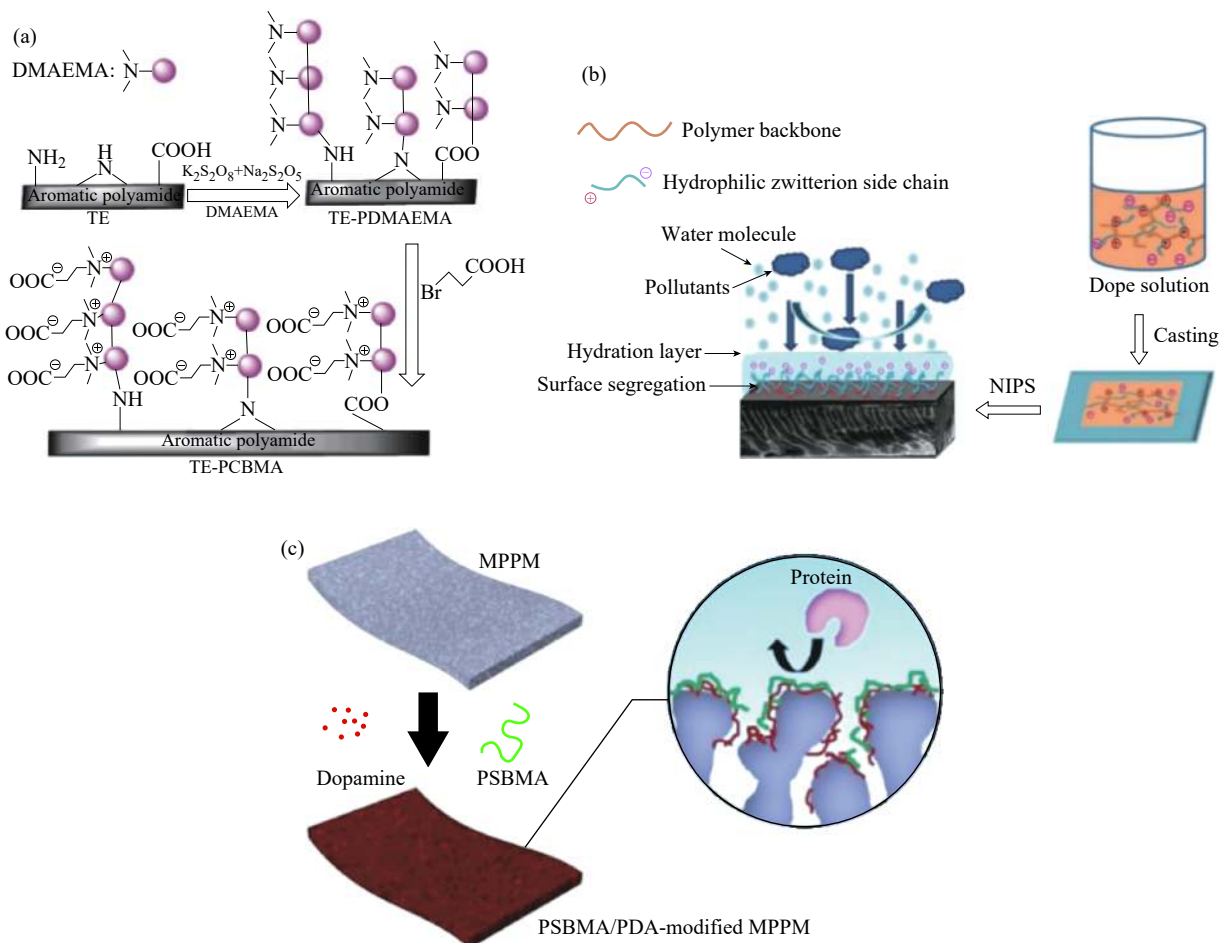 (a)
DMAEMA:
N
N
N
N
N
N
N
N
NH₂
H
N
COOH
Aromatic polyamide
TE
K₂S₂O₈+Na₂S₂O₅
DMAEMA
NH
N
COO
Aromatic polyamide
TE-PDMAEMA
Br
COOH
OOC⊖ N⊕
OOC⊖ N⊕
OOC⊖ N⊕
OOC⊖ N⊕
OOC⊖ N⊕
OOC⊖ N⊕
OOC⊖ N⊕
NH
N
COO
Aromatic polyamide
TE-PCBMA
(b)
Polymer backbone
⊖
Hydrophilic zwitterion side chain
⊕
Water molecule
Pollutants
Hydration layer
Surface segregation
Dope solution
Casting
NIPS
(c)
MPPM
Dopamine
PSBMA
Protein
PSBMA/PDA-modified MPPM